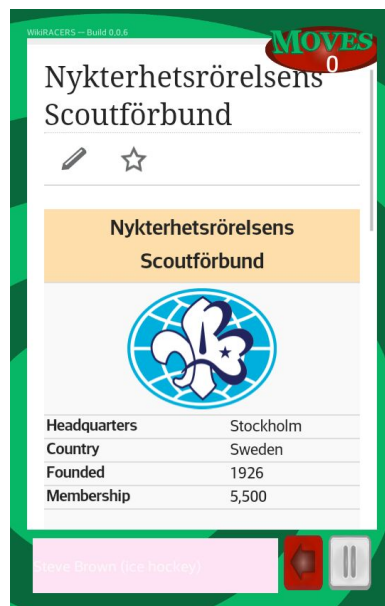 WikiRACERS — Build 0.0.6
MOVES
0
Nykterhetsrörelsens
Scoutförbund
Nykterhetsrörelsens
Scoutförbund
Headquarters Stockholm
Country Sweden
Founded 1926
Membership 5,500
Steve Brown (ice hockey)